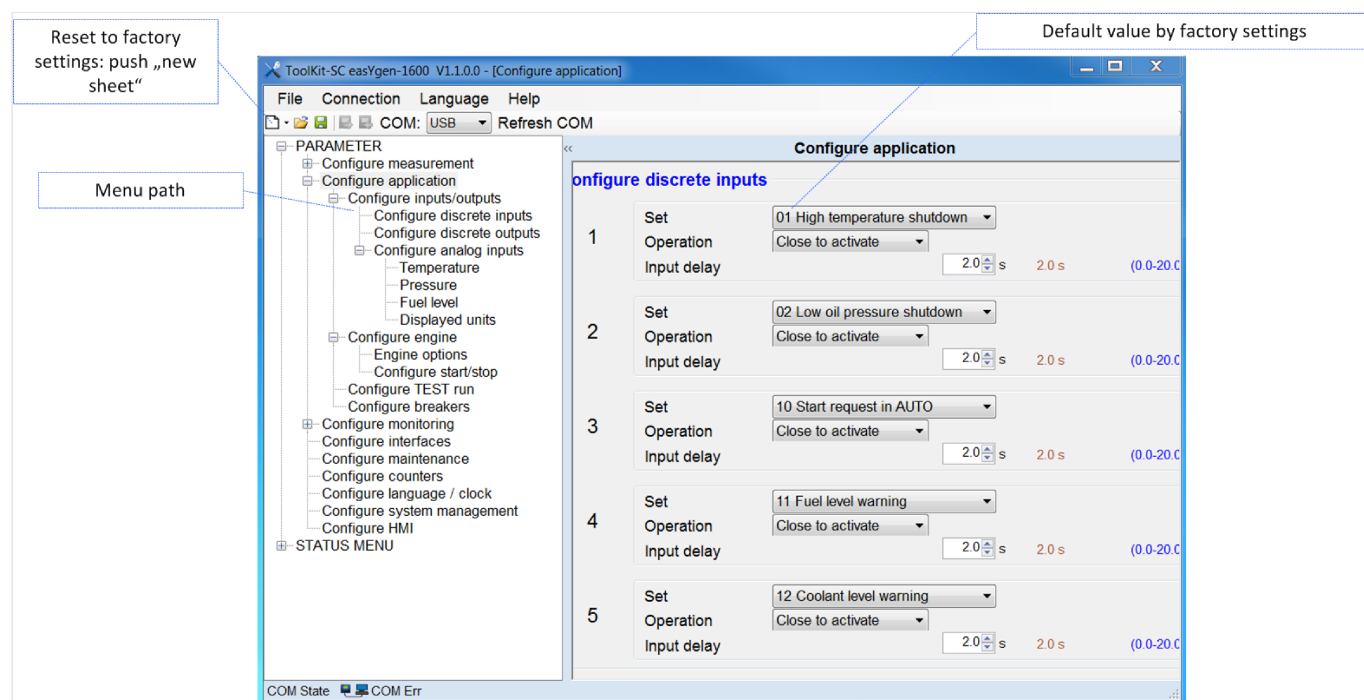 Reset to factory
settings: push „new
sheet“
Default value by factory settings
ToolKit-SC easYgen-1600 V1.1.0.0 - [Configure application]
File Connection Language Help
COM: USB Refresh COM
Menu path
PARAMETER
Configure measurement
Configure application
Configure inputs/outputs
Configure discrete inputs
Configure discrete outputs
Configure analog inputs
Temperature
Pressure
Fuel level
Displayed units
Configure engine
Engine options
Configure start/stop
Configure TEST run
Configure breakers
Configure monitoring
Configure interfaces
Configure maintenance
Configure counters
Configure language / clock
Configure system management
Configure HMI
STATUS MENU
« Configure application
onfigure discrete inputs
1
Set 01 High temperature shutdown
Operation Close to activate
Input delay 2.0 s 2.0 s (0.0-20.0
2
Set 02 Low oil pressure shutdown
Operation Close to activate
Input delay 2.0 s 2.0 s (0.0-20.0
3
Set 10 Start request in AUTO
Operation Close to activate
Input delay 2.0 s 2.0 s (0.0-20.0
4
Set 11 Fuel level warning
Operation Close to activate
Input delay 2.0 s 2.0 s (0.0-20.0
5
Set 12 Coolant level warning
Operation Close to activate
Input delay 2.0 s 2.0 s (0.0-20.0
COM State COM Err